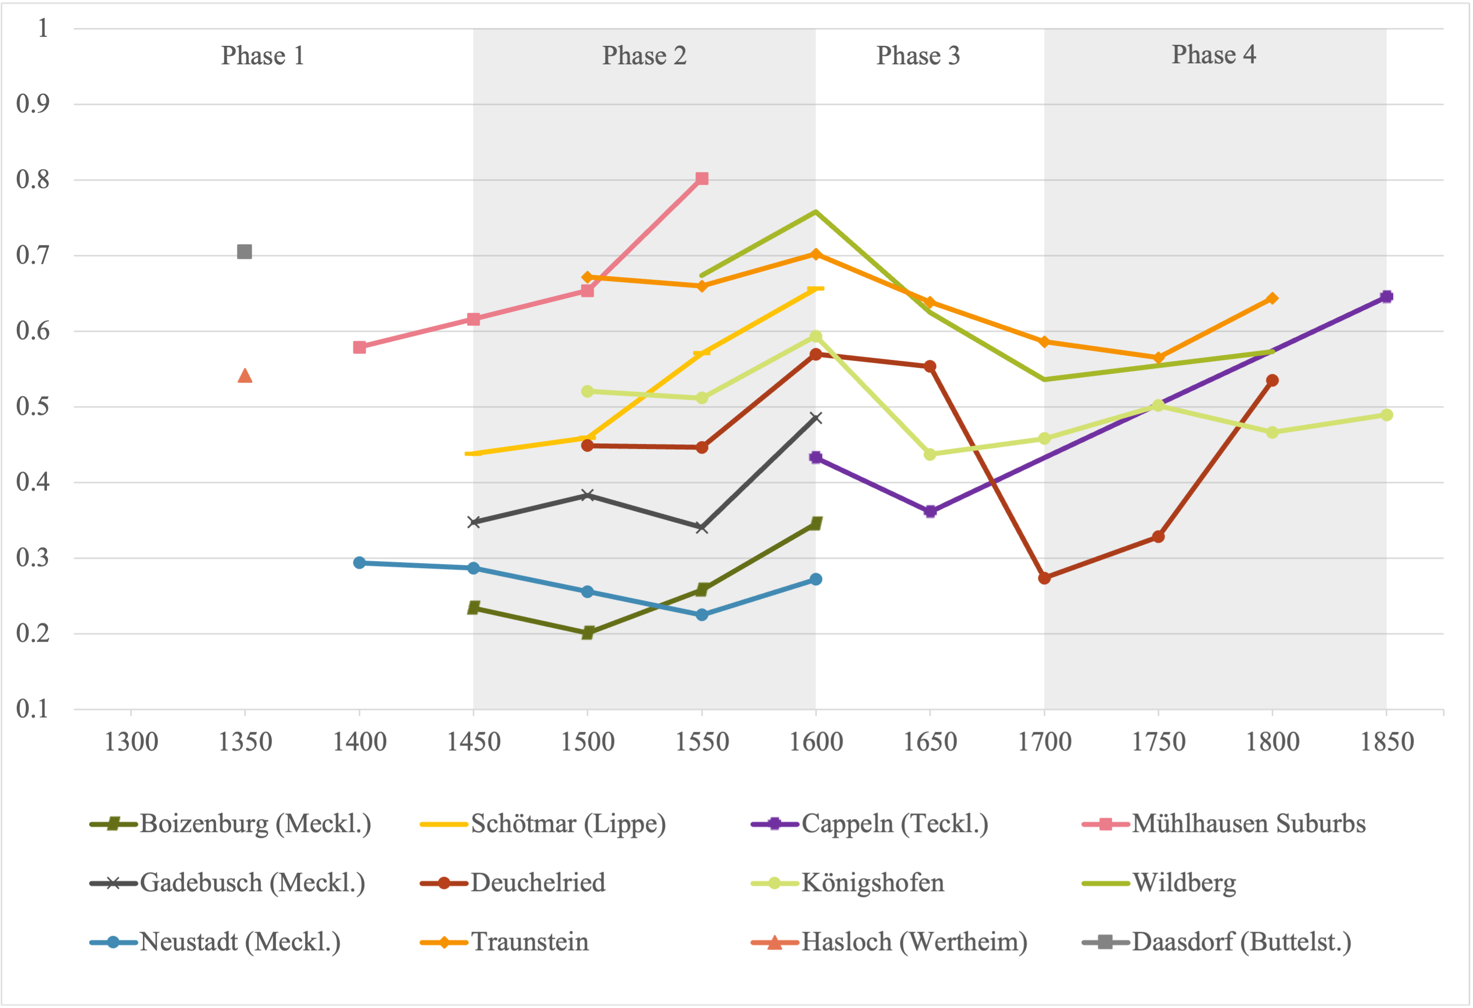 1
Phase 1 Phase 2 Phase 3 Phase 4
0.9
0.8
0.7
0.6
0.5
0.4
0.3
0.2
0.1
1300 1350 1400 1450 1500 1550 1600 1650 1700 1750 1800 1850
Boizenburg (Meckl.) Schötmar (Lippe) Cappeln (Teckl.) Mühlhausen Suburbs
Gadebusch (Meckl.) Deuchelried Königshofen Wildberg
Neustadt (Meckl.) Traunstein Hasloch (Wertheim) Daasdorf (Buttelst.)